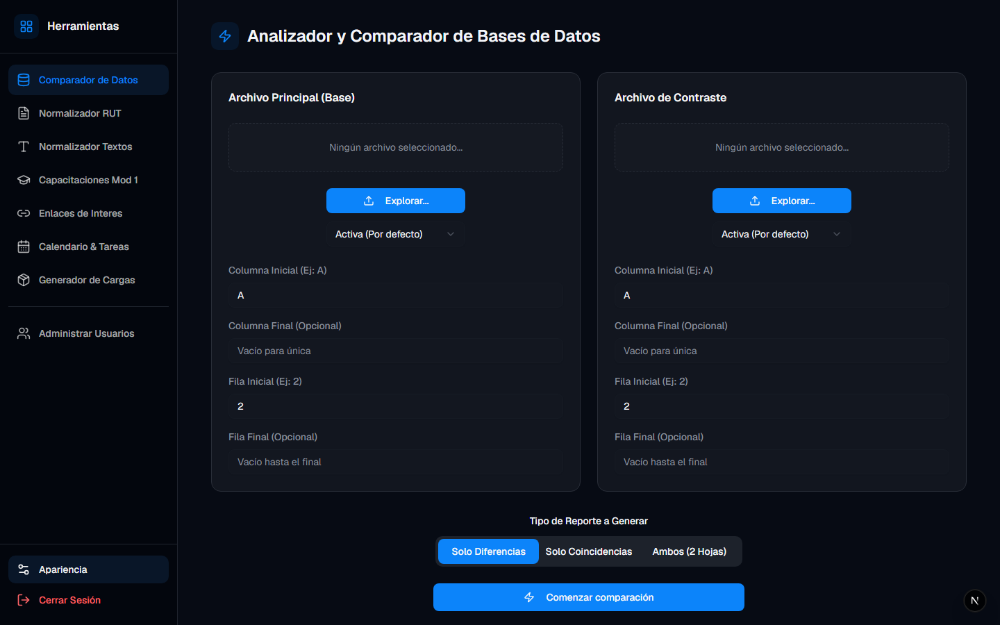 Herramientas
Comparador de Datos
Normalizador RUT
Normalizador Textos
Capacitaciones Mod 1
Enlaces de Interes
Calendario & Tareas
Generador de Cargas
Administrar Usuarios
Apariencia
Cerrar Sesión
Analizador y Comparador de Bases de Datos
Archivo Principal (Base)
Ningún archivo seleccionado...
Explorar...
Activa (Por defecto)
Columna Inicial (Ej: A)
A
Columna Final (Opcional)
Vacío para única
Fila Inicial (Ej: 2)
2
Fila Final (Opcional)
Vacío hasta el final
Archivo de Contraste
Ningún archivo seleccionado...
Explorar...
Activa (Por defecto)
Columna Inicial (Ej: A)
A
Columna Final (Opcional)
Vacío para única
Fila Inicial (Ej: 2)
2
Fila Final (Opcional)
Vacío hasta el final
Tipo de Reporte a Generar
Solo Diferencias Solo Coincidencias Ambos (2 Hojas)
Comenzar comparación
N